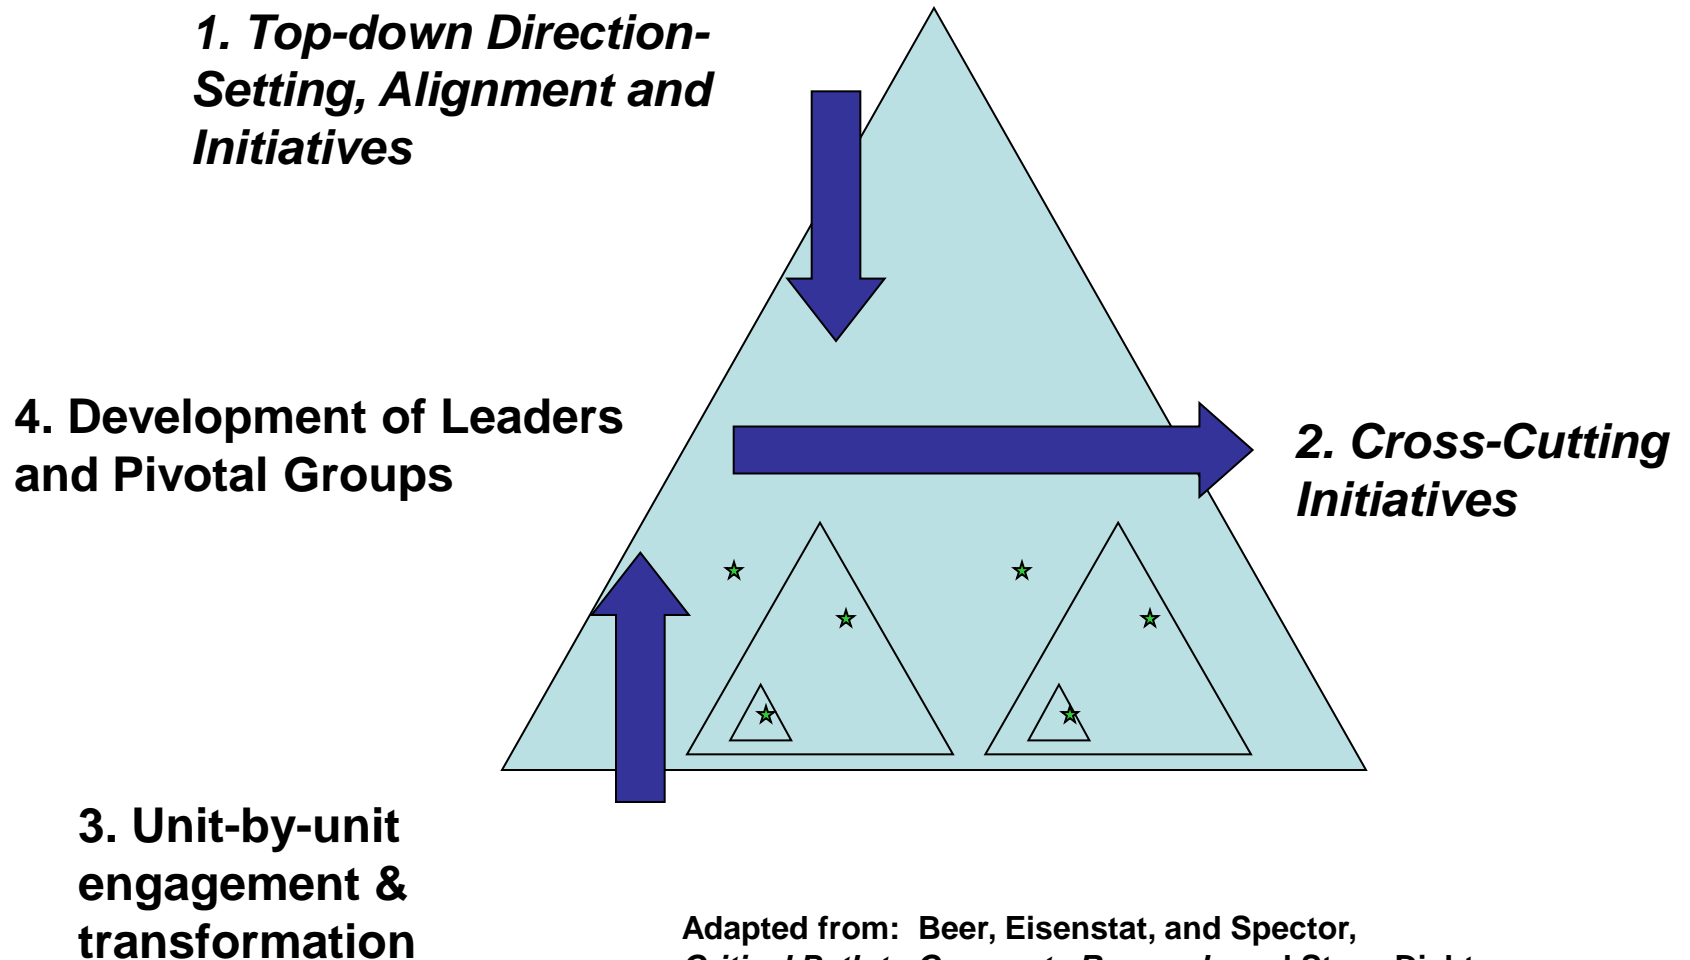 1. Top-down Direction-
Setting, Alignment and
Initiatives
4. Development of Leaders
and Pivotal Groups
2. Cross-Cutting
Initiatives
3. Unit-by-unit
engagement &
transformation
Adapted from: Beer, Eisenstat, and Spector,